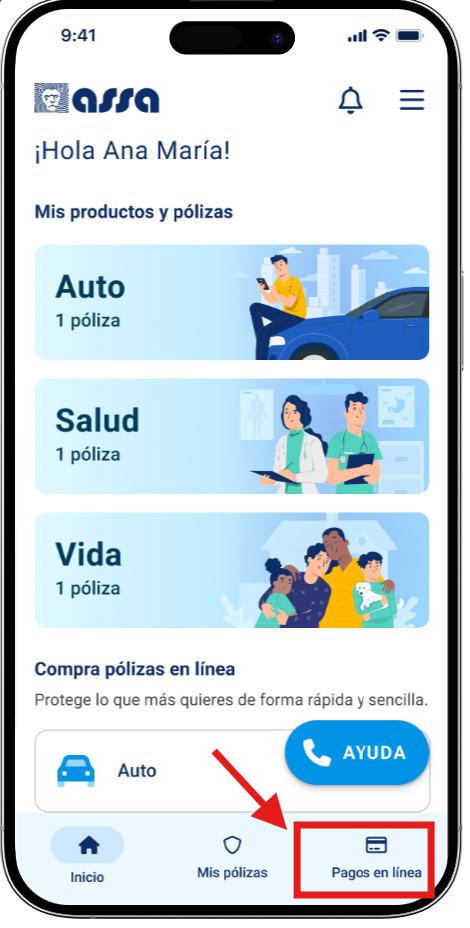 9:41
assa
¡Hola Ana María!
Mis productos y pólizas
Auto
1 póliza
Salud
1 póliza
Vida
1 póliza
Compra pólizas en línea
Protege lo que más quieres de forma rápida y sencilla.
Auto
AYUDA
Inicio
Mis pólizas
Pagos en línea